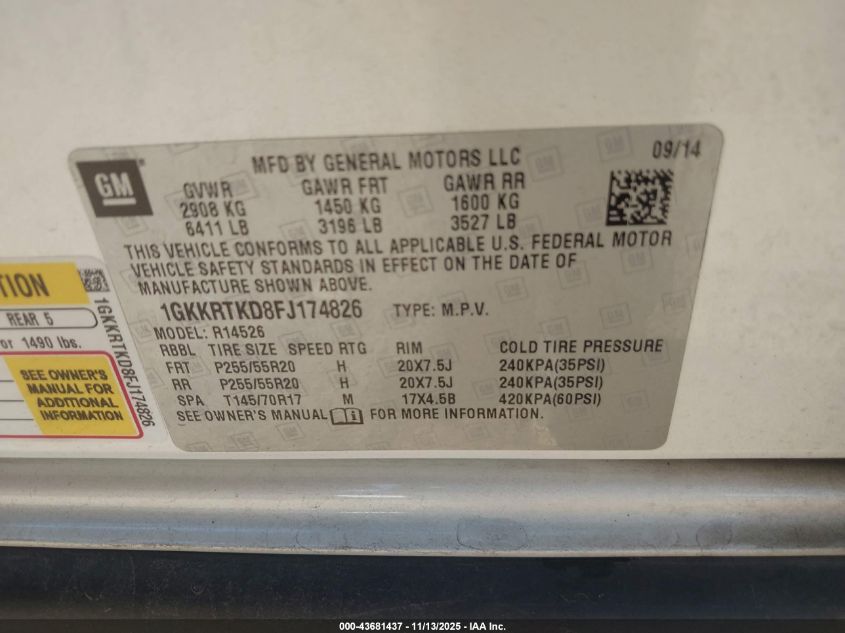 GM
MFD BY GENERAL MOTORS LLC
09/14
GVWR GAWR FRT GAWR RR
2908 KG 1450 KG 1600 KG
6411 LB 3196 LB 3527 LB
THIS VEHICLE CONFORMS TO ALL APPLICABLE U.S. FEDERAL MOTOR
VEHICLE SAFETY STANDARDS IN EFFECT ON THE DATE OF
MANUFACTURE SHOWN ABOVE.
1GKKRTKD8FJ174826 TYPE: M.P.V.
MODEL: R14526
RBBL TIRE SIZE SPEED RTG RIM COLD TIRE PRESSURE
FRT P255/55R20 H 20X7.5J 240KPA(35PSI)
RR P255/55R20 H 20X7.5J 240KPA(35PSI)
SPA T145/70R17 M 17X4.5B 420KPA(60PSI)
SEE OWNER'S MANUAL FOR MORE INFORMATION.
TION
REAR 5
or 1490 lbs.
SEE OWNER'S
MANUAL FOR
ADDITIONAL
INFORMATION
1GKKRTKD8FJ174826
000-43681437 - 11/13/2025 - IAA Inc.